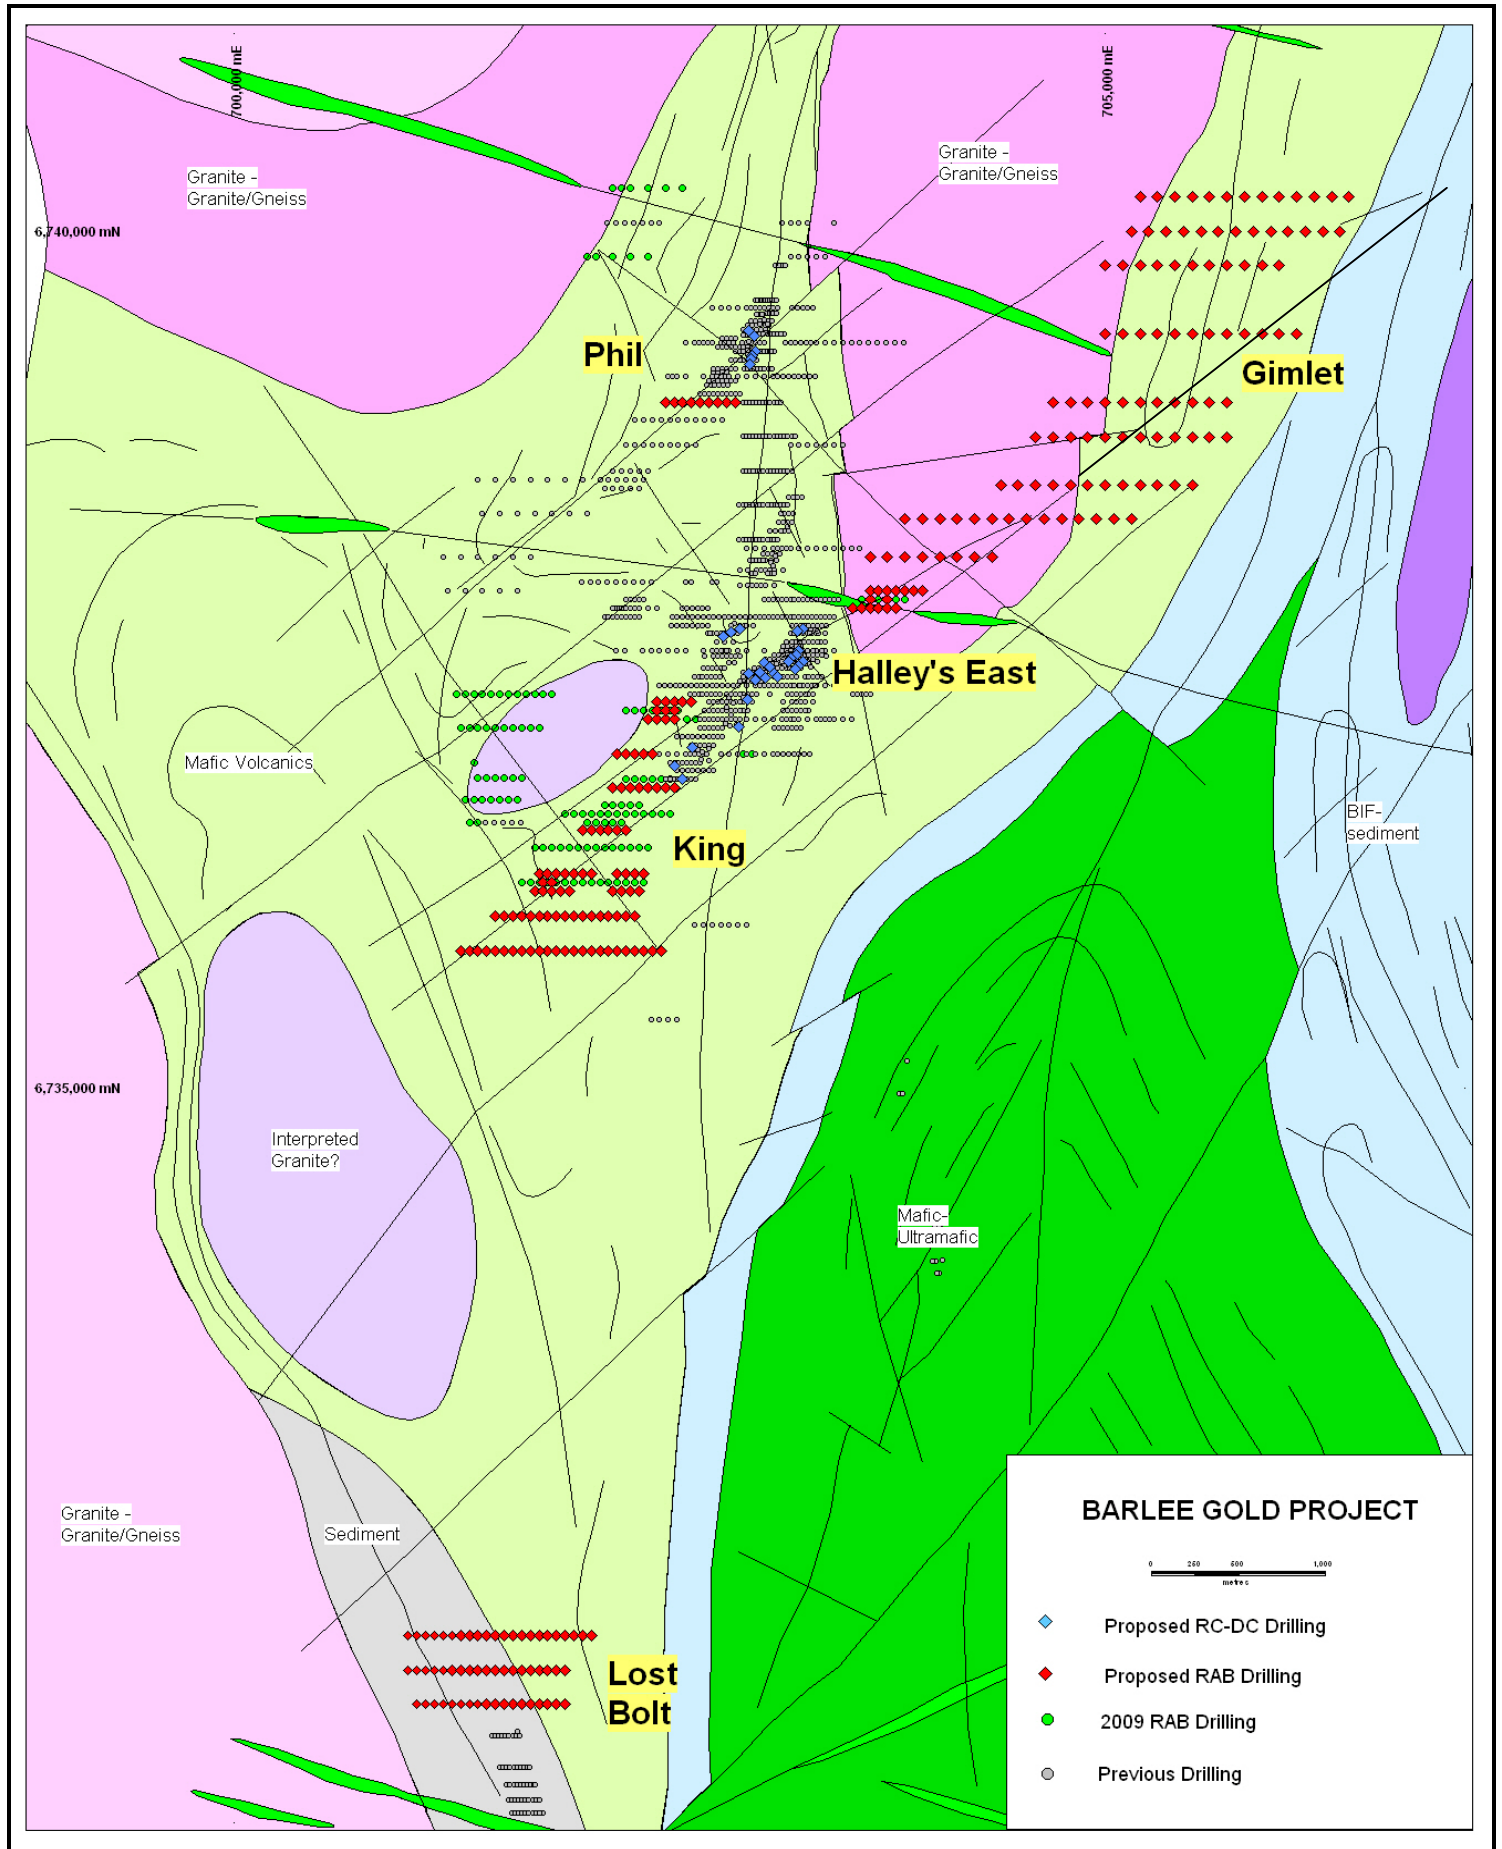 700,000 mE
705,000 mE
Granite -
Granite/Gneiss
Granite -
Granite/Gneiss
6,740,000 mN
Phil
Gimlet
Halley's East
Mafic Volcanics
BIF-
sediment
King
6,735,000 mN
Interpreted
Granite?
Mafic-
Ultramafic
Granite -
Granite/Gneiss
Sediment
Lost
Bolt
BARLEE GOLD PROJECT
0 250 500 1,000
metres
Proposed RC-DC Drilling
Proposed RAB Drilling
2009 RAB Drilling
Previous Drilling